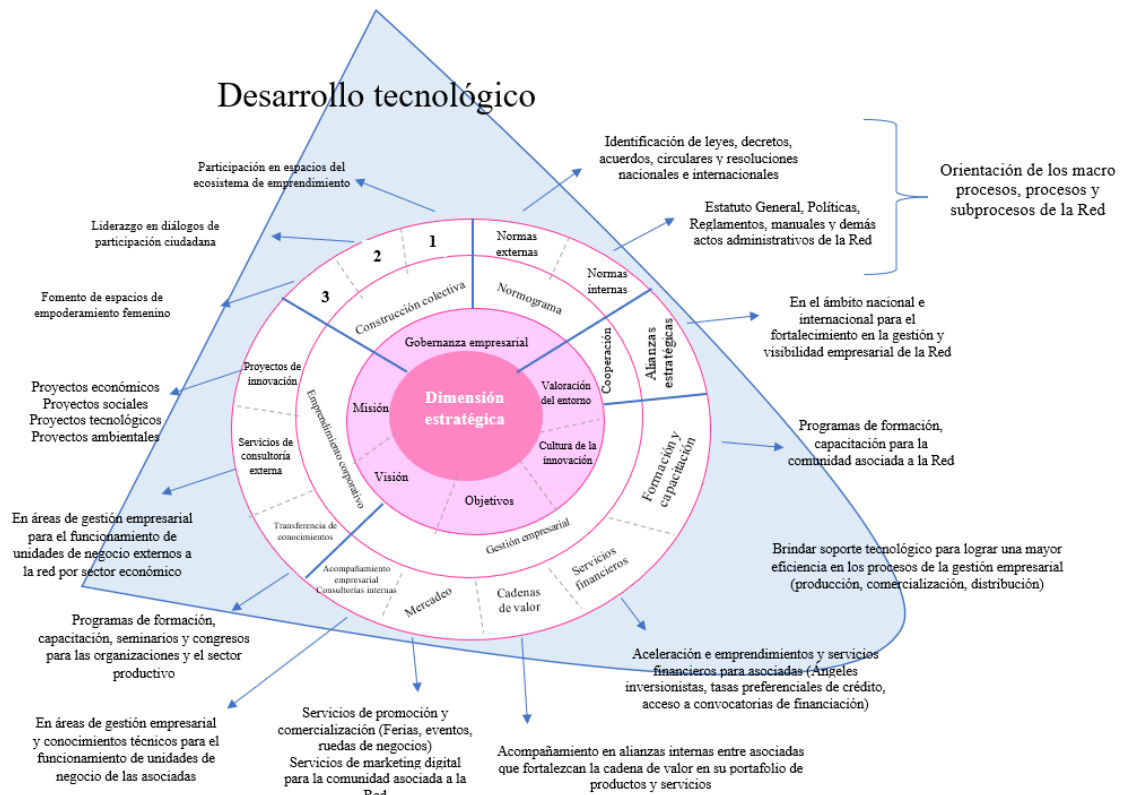 Desarrollo tecnológico
Participación en espacios del
ecosistema de emprendimiento
Liderazgo en diálogos de
participación ciudadana
Fomento de espacios de
empoderamiento femenino
Proyectos económicos
Proyectos sociales
Proyectos tecnológicos
Proyectos ambientales
En áreas de gestión empresarial
para el funcionamiento de
unidades de negocio externos a
la red por sector económico
Programas de formación,
capacitación, seminarios y congresos
para las organizaciones y el sector
productivo
En áreas de gestión empresarial
y conocimientos técnicos para el
funcionamiento de unidades de
negocio de las asociadas
Servicios de promoción y
comercialización (Ferias, eventos,
ruedas de negocios)
Servicios de marketing digital
para la comunidad asociada a la
Red
Acompañamiento en alianzas internas entre asociadas
que fortalezcan la cadena de valor en su portafolio de
productos y servicios
Aceleración e emprendimientos y servicios
financieros para asociadas (Ángeles
inversionistas, tasas preferenciales de crédito,
acceso a convocatorias de financiación)
Brindar soporte tecnológico para lograr una mayor
eficiencia en los procesos de la gestión empresarial
(producción, comercialización, distribución)
Programas de formación,
capacitación para la
comunidad asociada a la Red
En el ámbito nacional e
internacional para el
fortalecimiento en la gestión y
visibilidad empresarial de la Red
Identificación de leyes, decretos,
acuerdos, circulares y resoluciones
nacionales e internacionales
Estatuto General, Políticas,
Reglamentos, manuales y demás
actos administrativos de la Red
Orientación de los macro
procesos, procesos y
subprocesos de la Red
1
2
3
Normas
externas
Normas
internas
Alianzas
estratégicas
Formación y
capacitación
Servicios
financieros
Cadenas
de valor
Mercadeo
Acompañamiento
empresarial
Consultorías internas
Transferencia de
conocimientos
Servicios de
consultoría
externa
Proyectos de
innovación
Construcción colectiva
Normograma
Cooperación
Gestión empresarial
Emprendimiento corporativo
Gobernanza empresarial
Valoración
del entorno
Cultura de la
innovación
Objetivos
Visión
Misión
Dimensión
estratégica